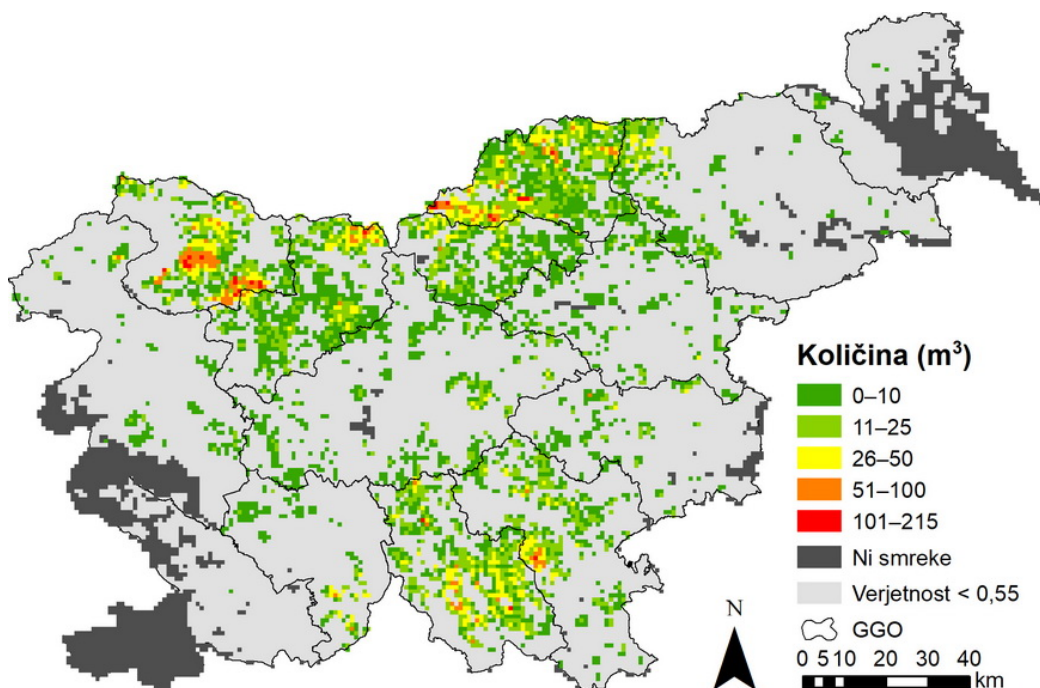 Količina (m³)
0–10
11–25
26–50
51–100
101–215
Ni smreke
Verjetnost < 0,55
GGO
N
0 5 10 20 30 40
km